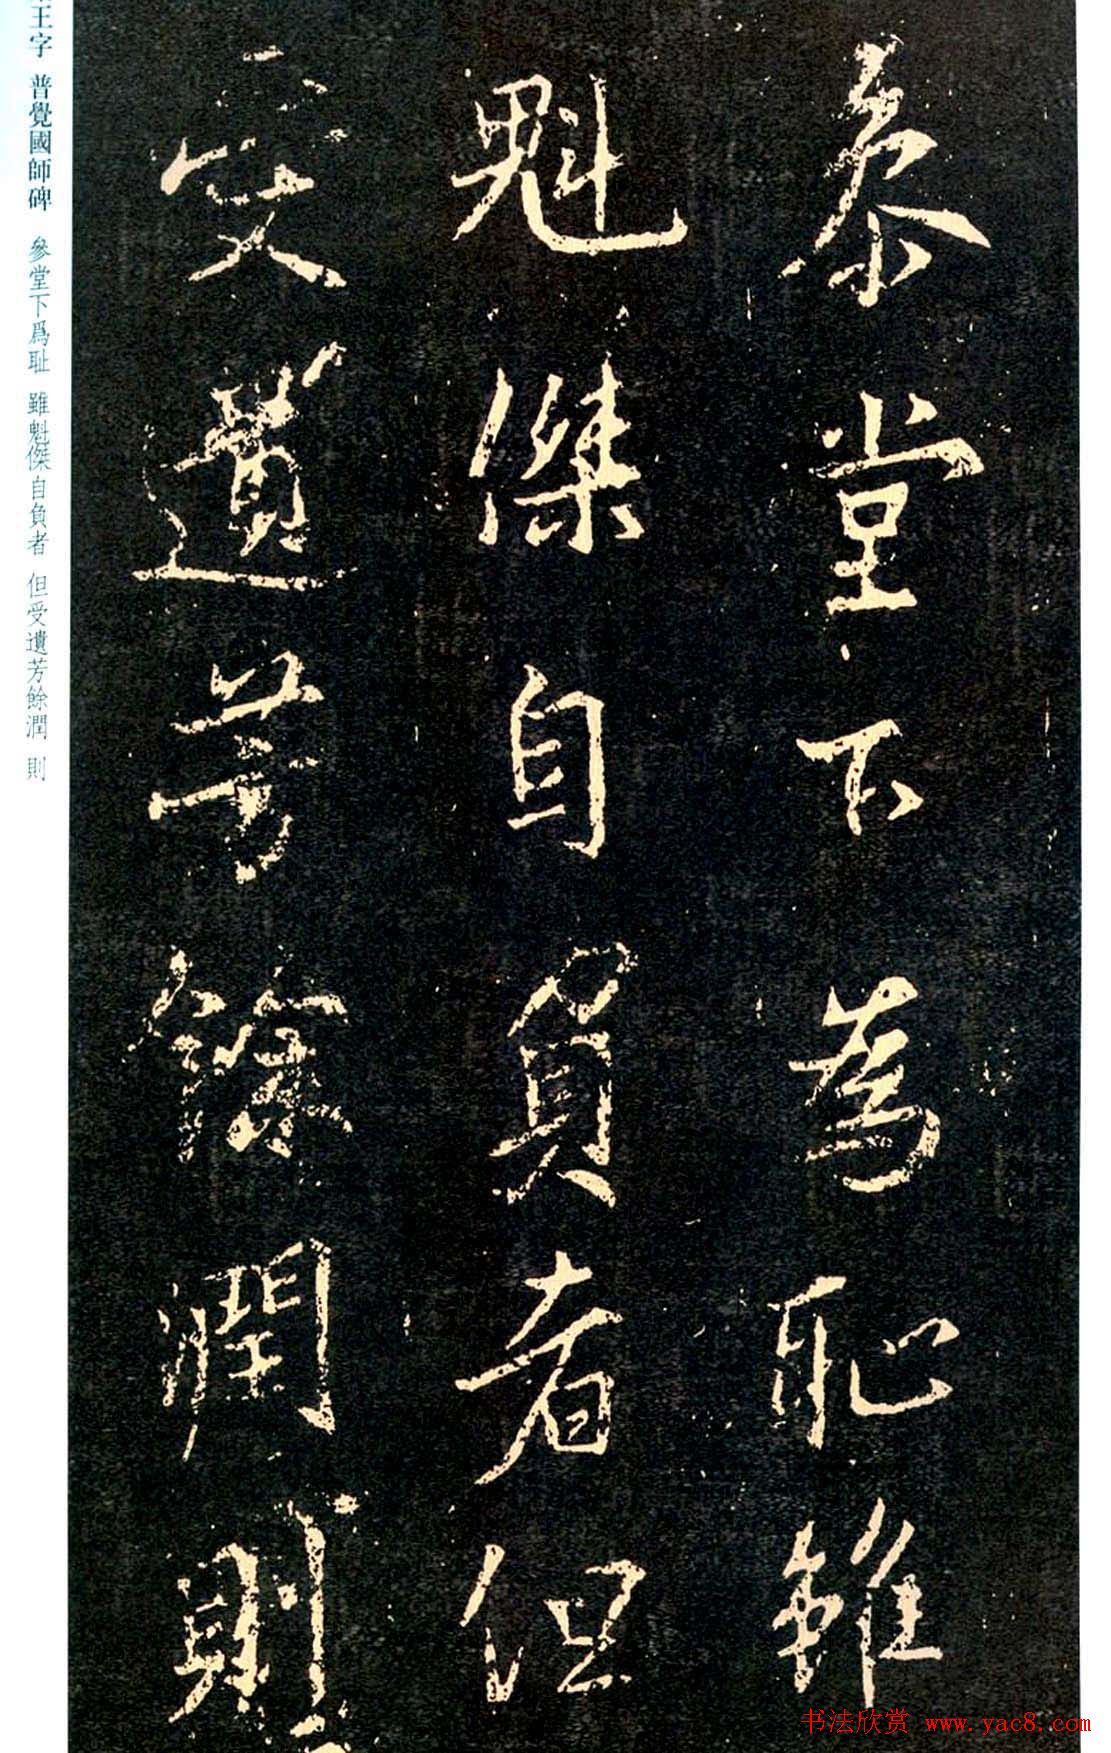 參堂下為恥雖
魁傑自負者但
受遺芳餘潤則
王字 普覺國師碑 參堂下爲耻 雖魁傑自負者 但受遺芳餘潤 則
书法欣赏 www.yac8.com